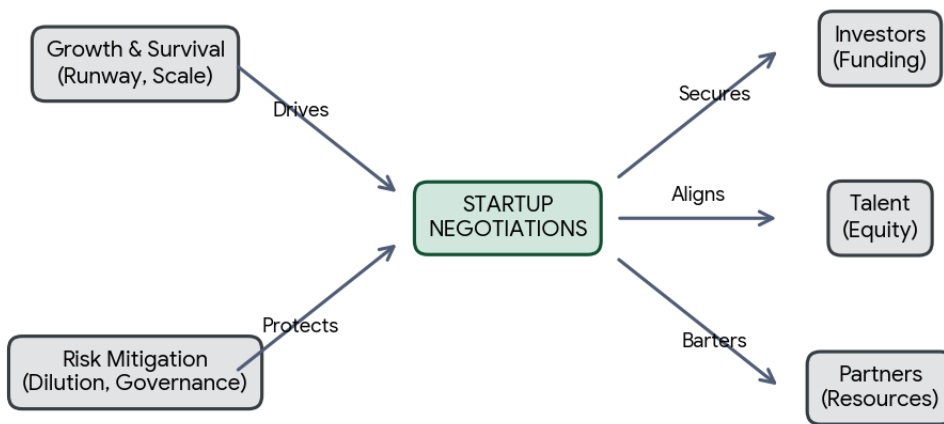 Growth & Survival
(Runway, Scale)
Drives
Risk Mitigation
(Dilution, Governance)
Protects
STARTUP
NEGOTIATIONS
Secures
Investors
(Funding)
Aligns
Talent
(Equity)
Barters
Partners
(Resources)